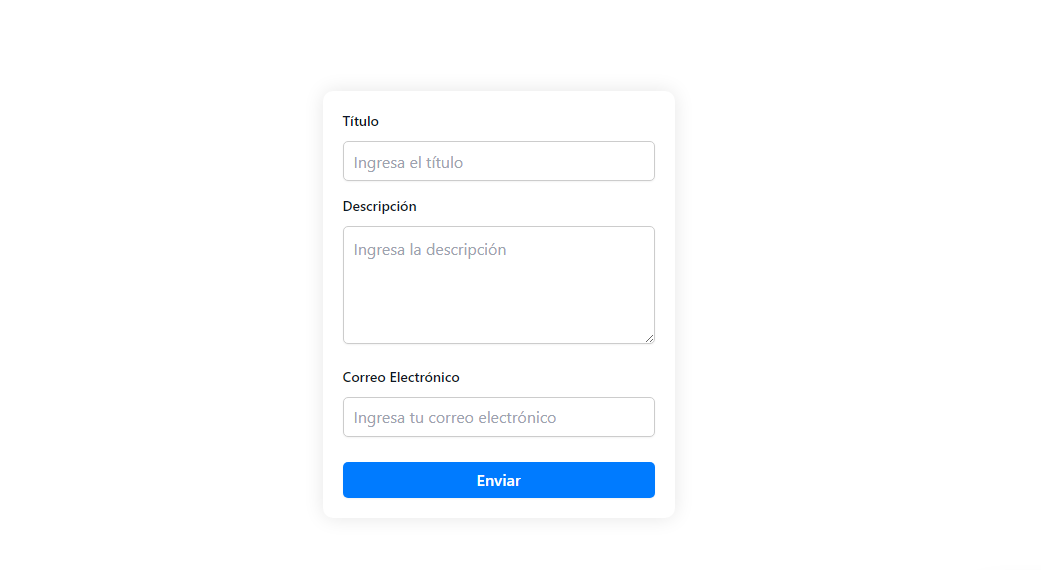 Título
Ingresa el título
Descripción
Ingresa la descripción
Correo Electrónico
Ingresa tu correo electrónico
Enviar